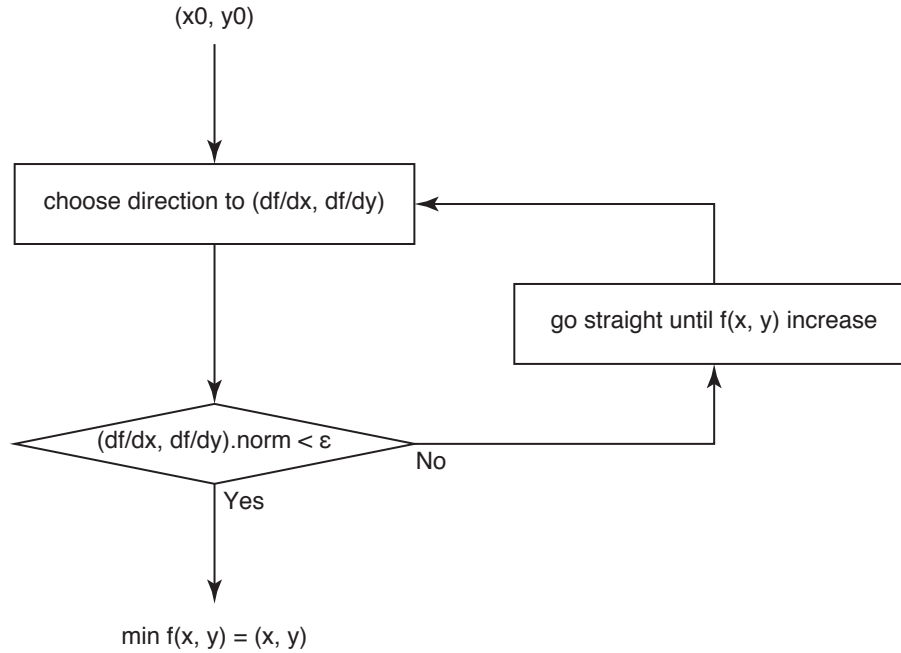 (x0, y0)
choose direction to (df/dx, df/dy)
go straight until f(x, y) increase
(df/dx, df/dy).norm < ε
No
Yes
min f(x, y) = (x, y)